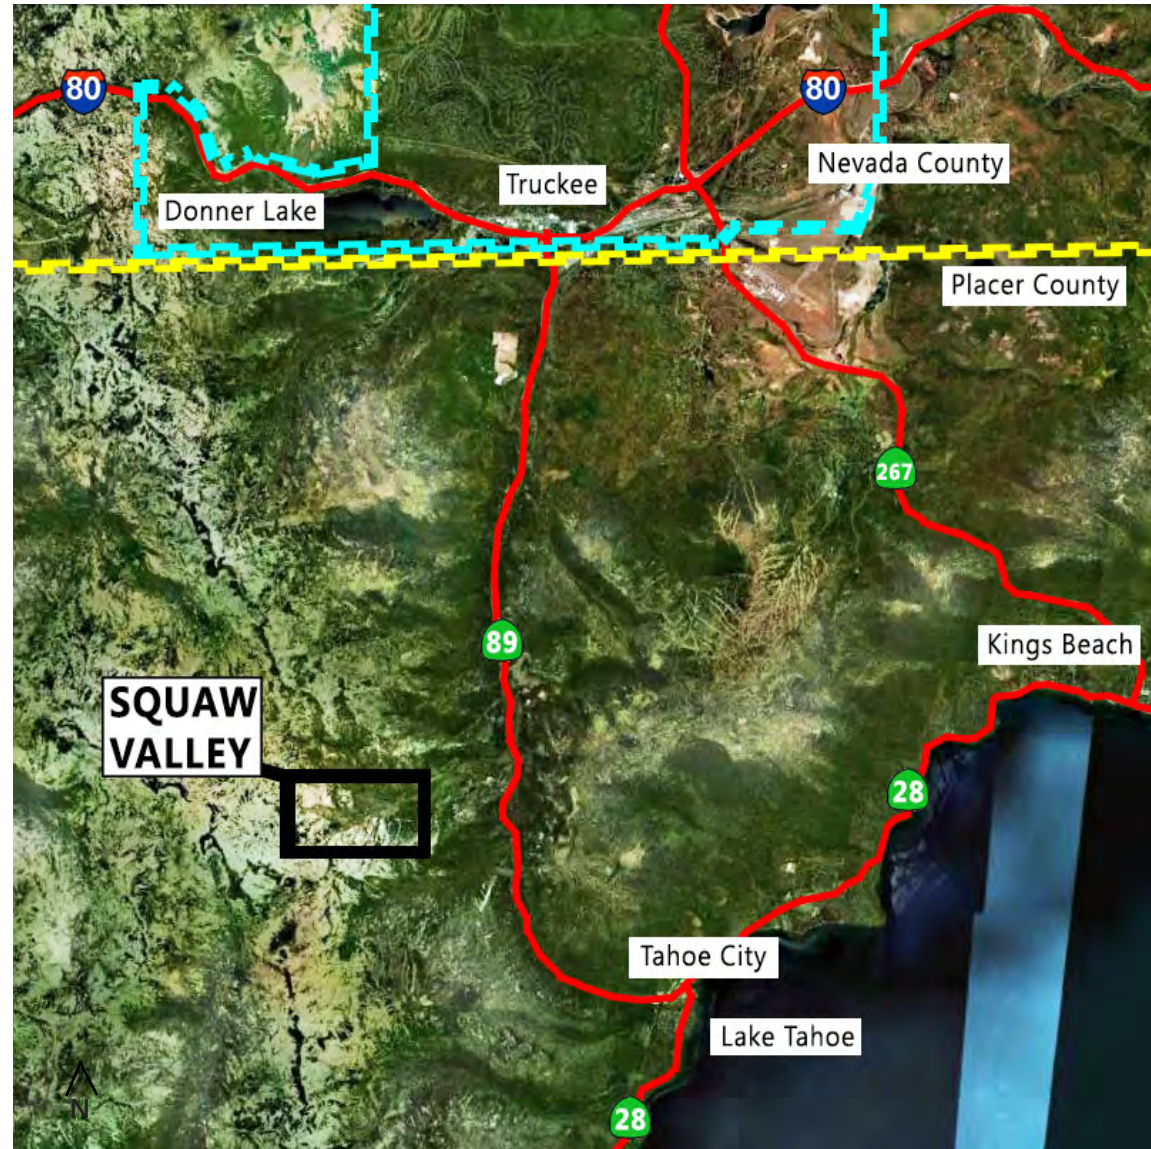 80
80
Nevada County
Truckee
Donner Lake
Placer County
267
89
Kings Beach
SQUAW
VALLEY
28
Tahoe City
Lake Tahoe
N
28